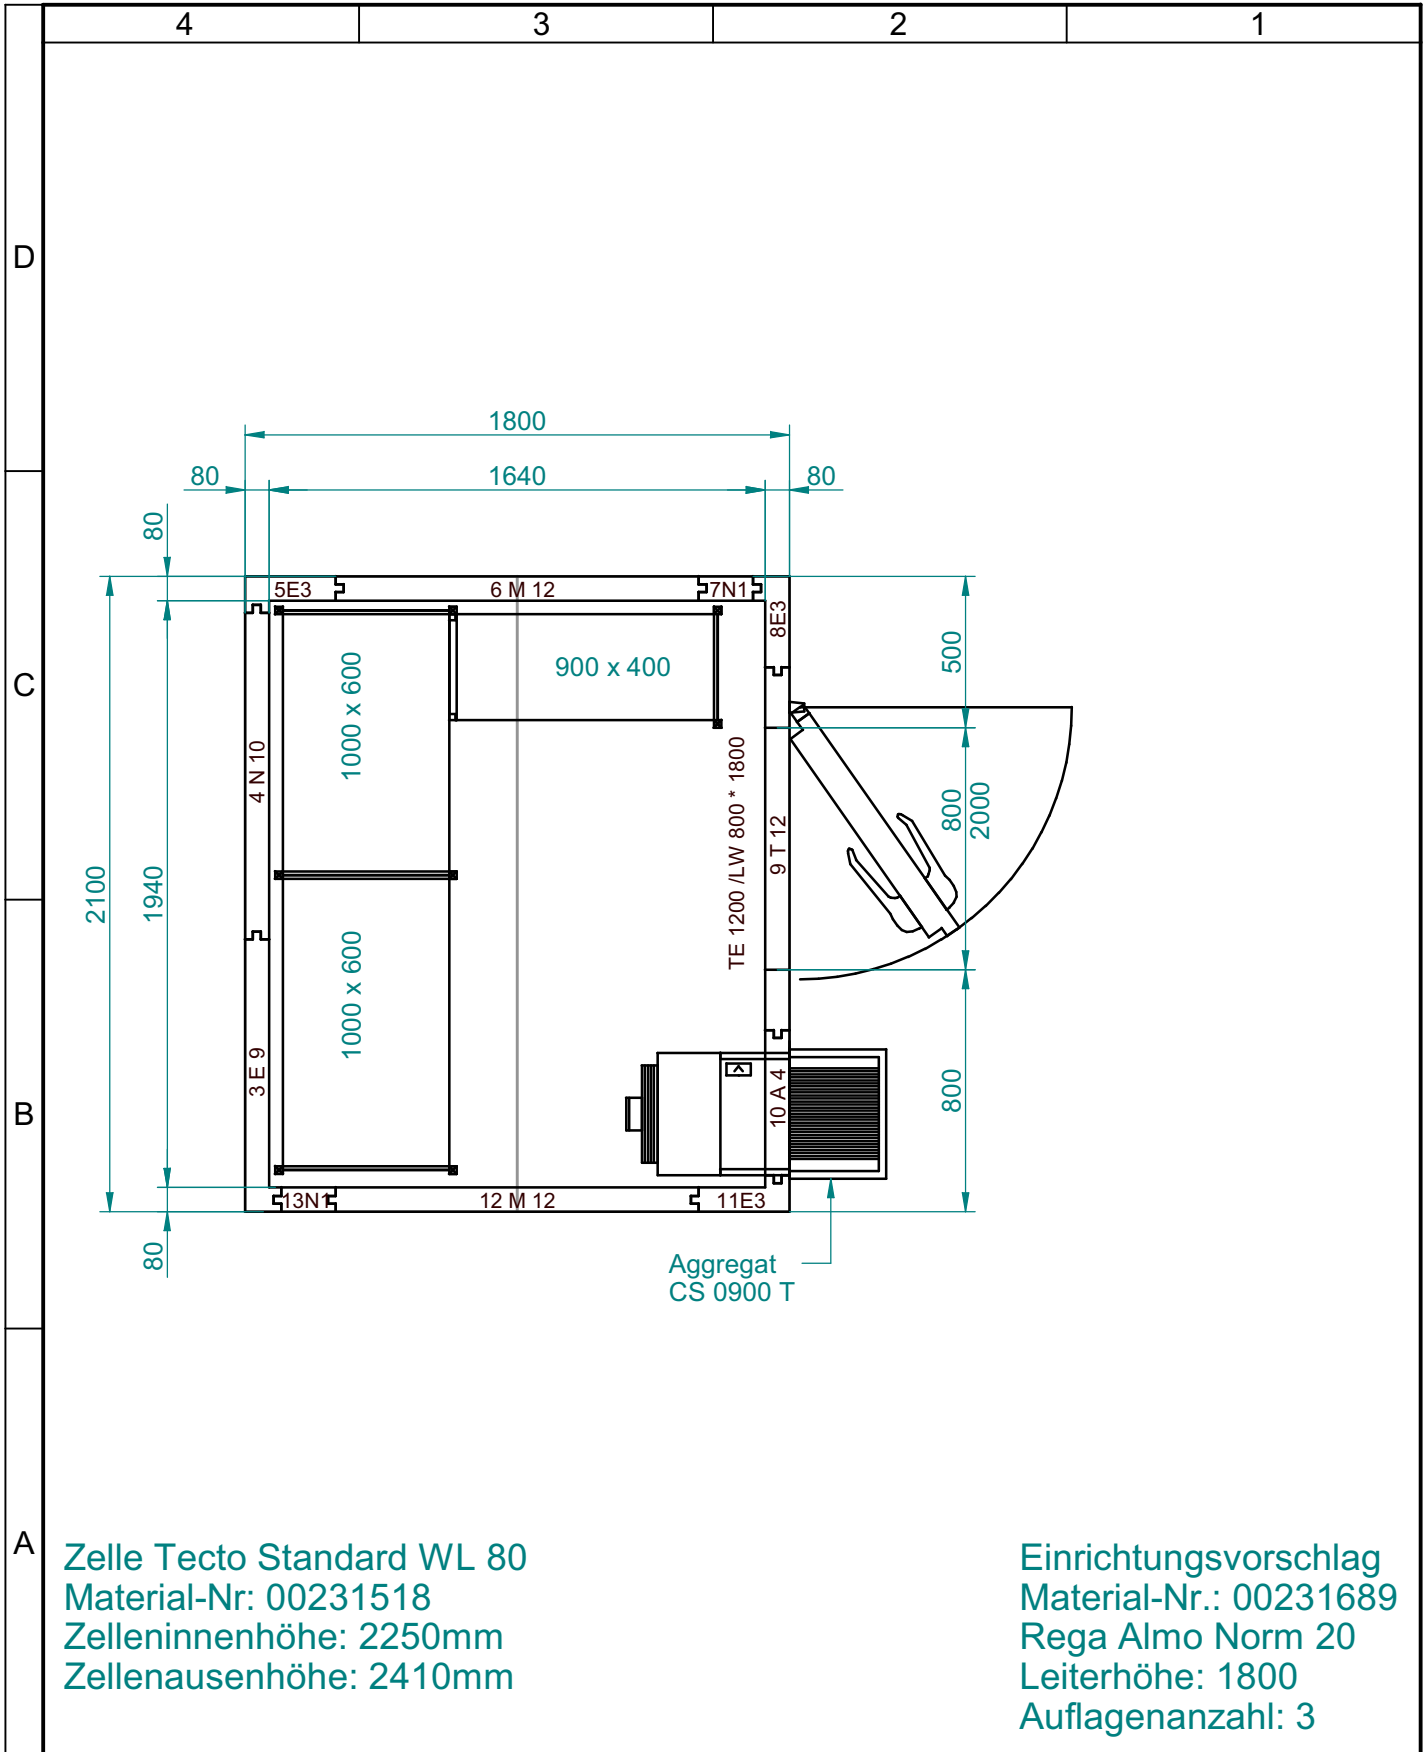 4 3 2 1
D
C
B
A
1800
80 1640 80
80
5E3 6 M 12 7N1
8E3
500
1000 x 600
900 x 400
4 N 10
TE 1200 /LW 800 * 1800
9 T 12
800
2000
2100
1940
1000 x 600
3 E 9
10 A 4
800
13N1 12 M 12 11E3
80
Aggregat
CS 0900 T
Zelle Tecto Standard WL 80
Material-Nr: 00231518
Zelleninnenhöhe: 2250mm
Zellenausenhöhe: 2410mm
Einrichtungsvorschlag
Material-Nr.: 00231689
Rega Almo Norm 20
Leiterhöhe: 1800
Auflagenanzahl: 3